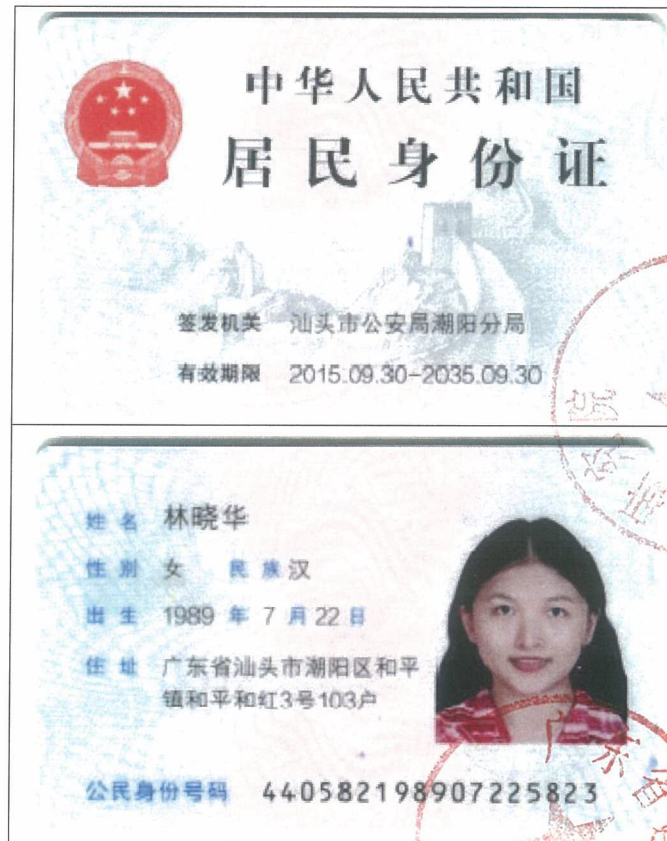 中华人民共和国
居民身份证
签发机关 汕头市公安局潮阳分局
有效期限 2015.09.30-2035.09.30
姓名 林晓华
性别 女 民族 汉
出生 1989 年 7 月 22 日
住址 广东省汕头市潮阳区和平
镇和平和红3号103户
公民身份号码 440582198907225823
广东省